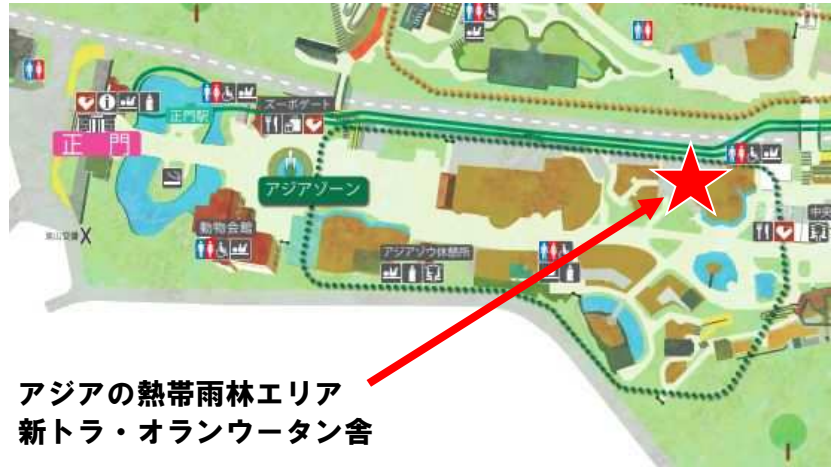 正門駅
ズーボゲート
正 門
アジアゾーン
動物会館
アジアゾウ休憩所
中央
アジアの熱帯雨林エリア
新トラ・オランウータン舎